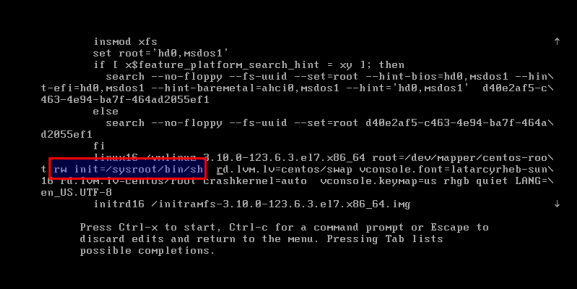 insmod xfs
set root='hd0,msdos1'
if [ x$feature_platform_search_hint = xy ]; then
search --no-floppy --fs-uuid --set=root --hint-bios=hd0,msdos1 --hin\
t-efi=hd0,msdos1 --hint-baremetal=ahci0,msdos1 --hint='hd0,msdos1' d40e2af5-c\
463-4e94-ba7f-464ad2055ef1
else
search --no-floppy --fs-uuid --set=root d40e2af5-c463-4e94-ba7f-464a\
d2055ef1
fi
linux16 /vmlinuz-3.10.0-123.6.3.el7.x86_64 root=/dev/mapper/centos-roo\
t rw init=/sysroot/bin/sh rd.lvm.lv=centos/swap vconsole.font=latarcyrheb-sun\
16 rd.lvm.lv=centos/root crashkernel=auto vconsole.keymap=us rhgb quiet LANG=\
en_US.UTF-8
initrd16 /initramfs-3.10.0-123.6.3.el7.x86_64.img
Press Ctrl-x to start, Ctrl-c for a command prompt or Escape to
discard edits and return to the menu. Pressing Tab lists
possible completions.